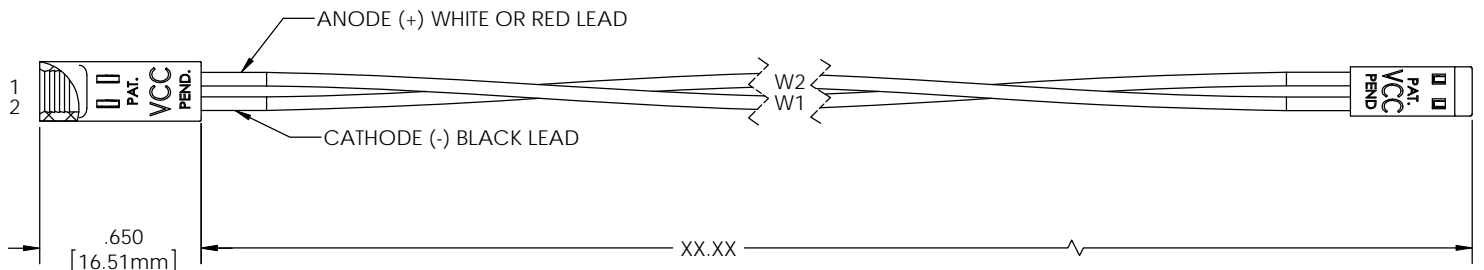 ANODE (+) WHITE OR RED LEAD
1
2
PAT.
VCC
PEND.
W2
W1
PAT.
VCC
PEND
CATHODE (-) BLACK LEAD
.650
[16.51mm]
XX.XX